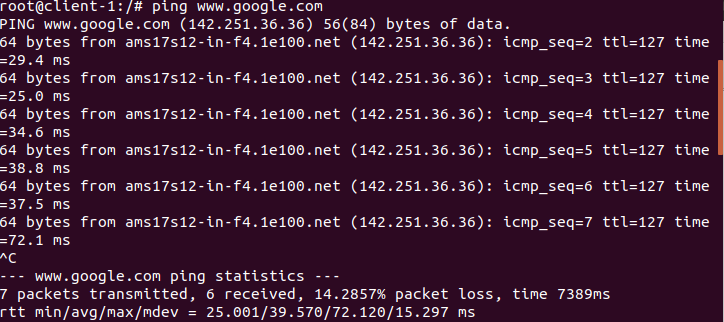 root@client-1:/# ping www.google.com
PING www.google.com (142.251.36.36) 56(84) bytes of data.
64 bytes from ams17s12-in-f4.1e100.net (142.251.36.36): icmp_seq=2 ttl=127 time
=29.4 ms
64 bytes from ams17s12-in-f4.1e100.net (142.251.36.36): icmp_seq=3 ttl=127 time
=25.0 ms
64 bytes from ams17s12-in-f4.1e100.net (142.251.36.36): icmp_seq=4 ttl=127 time
=34.6 ms
64 bytes from ams17s12-in-f4.1e100.net (142.251.36.36): icmp_seq=5 ttl=127 time
=38.8 ms
64 bytes from ams17s12-in-f4.1e100.net (142.251.36.36): icmp_seq=6 ttl=127 time
=37.5 ms
64 bytes from ams17s12-in-f4.1e100.net (142.251.36.36): icmp_seq=7 ttl=127 time
=72.1 ms
^C
--- www.google.com ping statistics ---
7 packets transmitted, 6 received, 14.2857% packet loss, time 7389ms
rtt min/avg/max/mdev = 25.001/39.570/72.120/15.297 ms